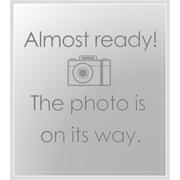 Almost ready!
The photo is
on its way.